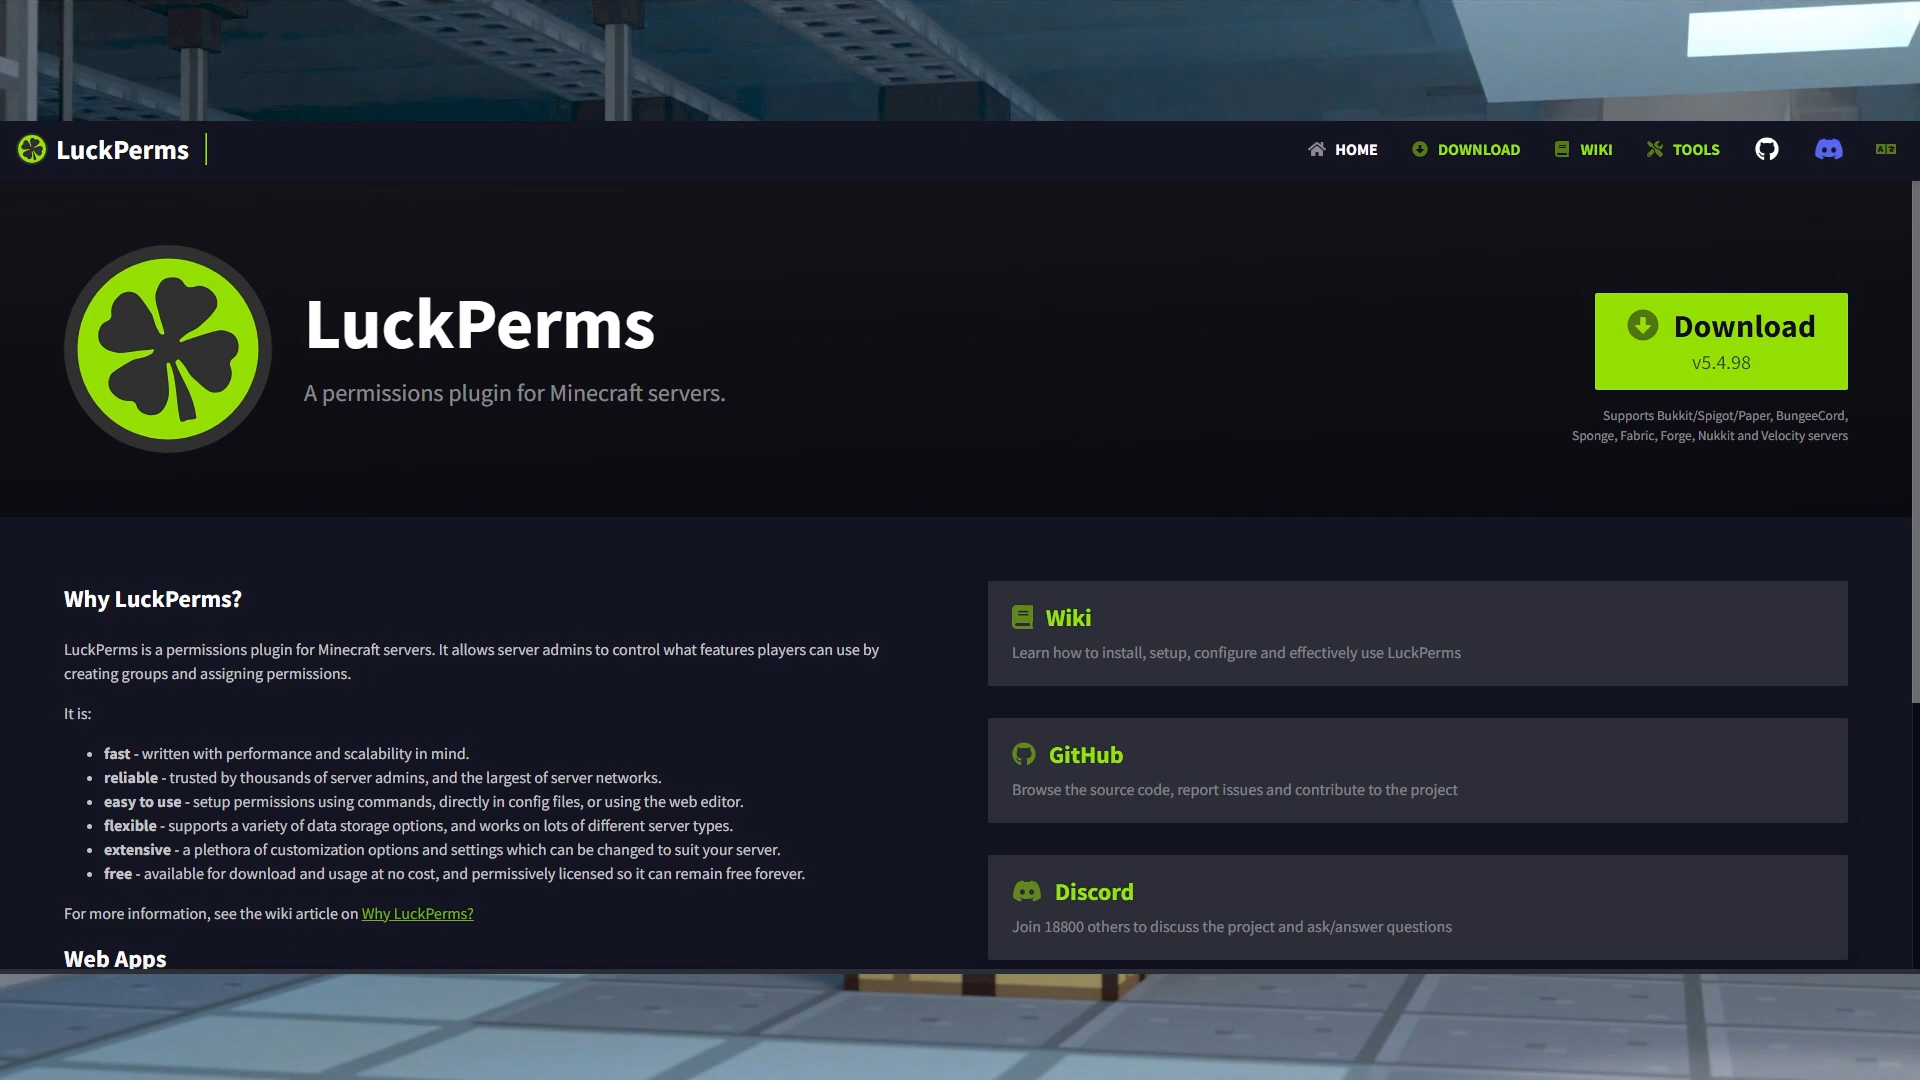 LuckPerms
HOME
DOWNLOAD
WIKI
TOOLS
LuckPerms
A permissions plugin for Minecraft servers.
Download
v5.4.98
Supports Bukkit/Spigot/Paper, BungeeCord,
Sponge, Fabric, Forge, Nukkit and Velocity servers
Why LuckPerms?
LuckPerms is a permissions plugin for Minecraft servers. It allows server admins to control what features players can use by
creating groups and assigning permissions.
It is:
• fast - written with performance and scalability in mind.
• reliable - trusted by thousands of server admins, and the largest of server networks.
• easy to use - setup permissions using commands, directly in config files, or using the web editor.
• flexible - supports a variety of data storage options, and works on lots of different server types.
• extensive - a plethora of customization options and settings which can be changed to suit your server.
• free - available for download and usage at no cost, and permissively licensed so it can remain free forever.
For more information, see the wiki article on Why LuckPerms?
Web Apps
Wiki
Learn how to install, setup, configure and effectively use LuckPerms
GitHub
Browse the source code, report issues and contribute to the project
Discord
Join 18800 others to discuss the project and ask/answer questions